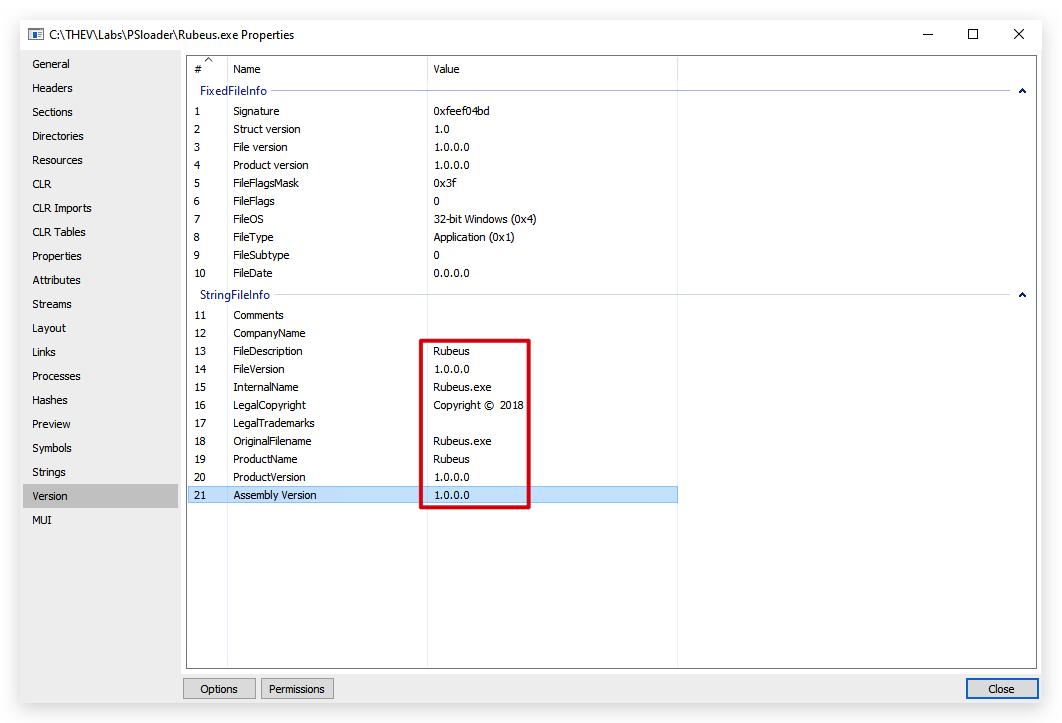 C:\THEV\Labs\PSloader\Rubeus.exe Properties
General
Headers
Sections
Directories
Resources
CLR
CLR Imports
CLR Tables
Properties
Attributes
Streams
Layout
Links
Processes
Hashes
Preview
Symbols
Strings
Version
MUI
# Name Value
FixedFileInfo
1 Signature 0xfeef04bd
2 Struct version 1.0
3 File version 1.0.0.0
4 Product version 1.0.0.0
5 FileFlagsMask 0x3f
6 FileFlags 0
7 FileOS 32-bit Windows (0x4)
8 FileType Application (0x1)
9 FileSubtype 0
10 FileDate 0.0.0.0
StringFileInfo
11 Comments
12 CompanyName
13 FileDescription Rubeus
14 FileVersion 1.0.0.0
15 InternalName Rubeus.exe
16 LegalCopyright Copyright © 2018
17 LegalTrademarks
18 OriginalFilename Rubeus.exe
19 ProductName Rubeus
20 ProductVersion 1.0.0.0
21 Assembly Version 1.0.0.0
Options Permissions Close